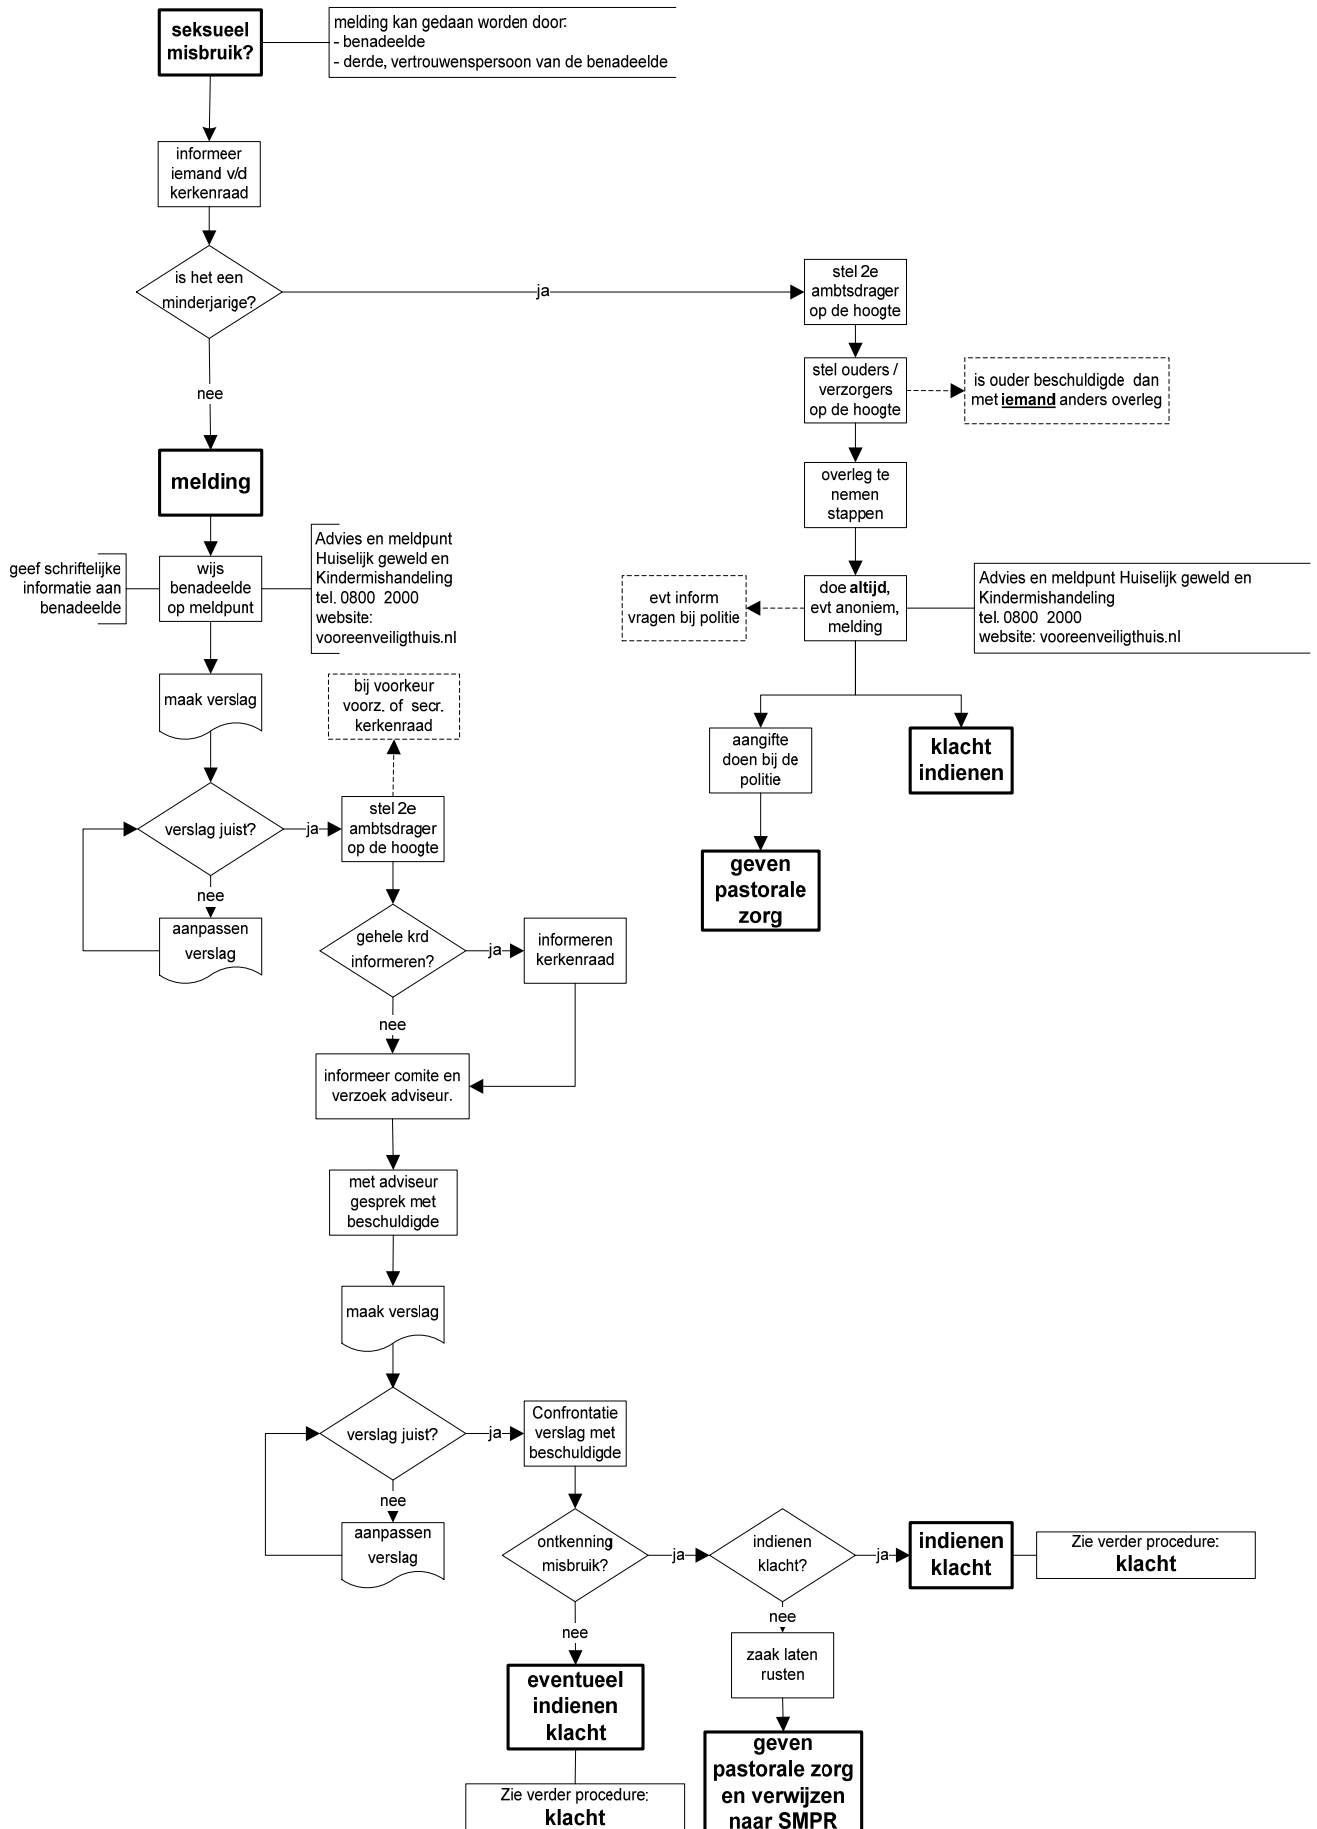 seksueel
misbruik?
melding kan gedaan worden door:
- benadeelde
- derde, vertrouwenspersoon van de benadeelde
informeer
iemand v/d
kerkenraad
is het een
minderjarige?
ja
stel 2e
ambtsdrager
op de hoogte
stel ouders /
verzorgers
op de hoogte
is ouder beschuldigde dan
met iemand anders overleg
overleg te
nemen
stappen
doe altijd,
evt anoniem,
melding
evt inform
vragen bij politie
Advies en meldpunt Huiselijk geweld en
Kindermishandeling
tel. 0800 2000
website: vooreenveiligthuis.nl
aangifte
doen bij de
politie
klacht
indienen
geven
pastorale
zorg
nee
melding
geef schriftelijke
informatie aan
benadeelde
wijs
benadeelde
op meldpunt
Advies en meldpunt
Huiselijk geweld en
Kindermishandeling
tel. 0800 2000
website:
vooreenveiligthuis.nl
maak verslag
bij voorkeur
voorz. of secr.
kerkenraad
verslag juist?
ja
stel 2e
ambtsdrager
op de hoogte
nee
aanpassen
verslag
gehele krd
informeren?
ja
informeren
kerkenraad
nee
informeer comite en
verzoek adviseur.
met adviseur
gesprek met
beschuldigde
maak verslag
verslag juist?
ja
Confrontatie
verslag met
beschuldigde
nee
aanpassen
verslag
ontkenning
misbruik?
ja
indienen
klacht?
ja
indienen
klacht
Zie verder procedure:
klacht
nee
eventueel
indienen
klacht
Zie verder procedure:
klacht
nee
zaak laten
rusten
geven
pastorale zorg
en verwijzen
naar SMPR